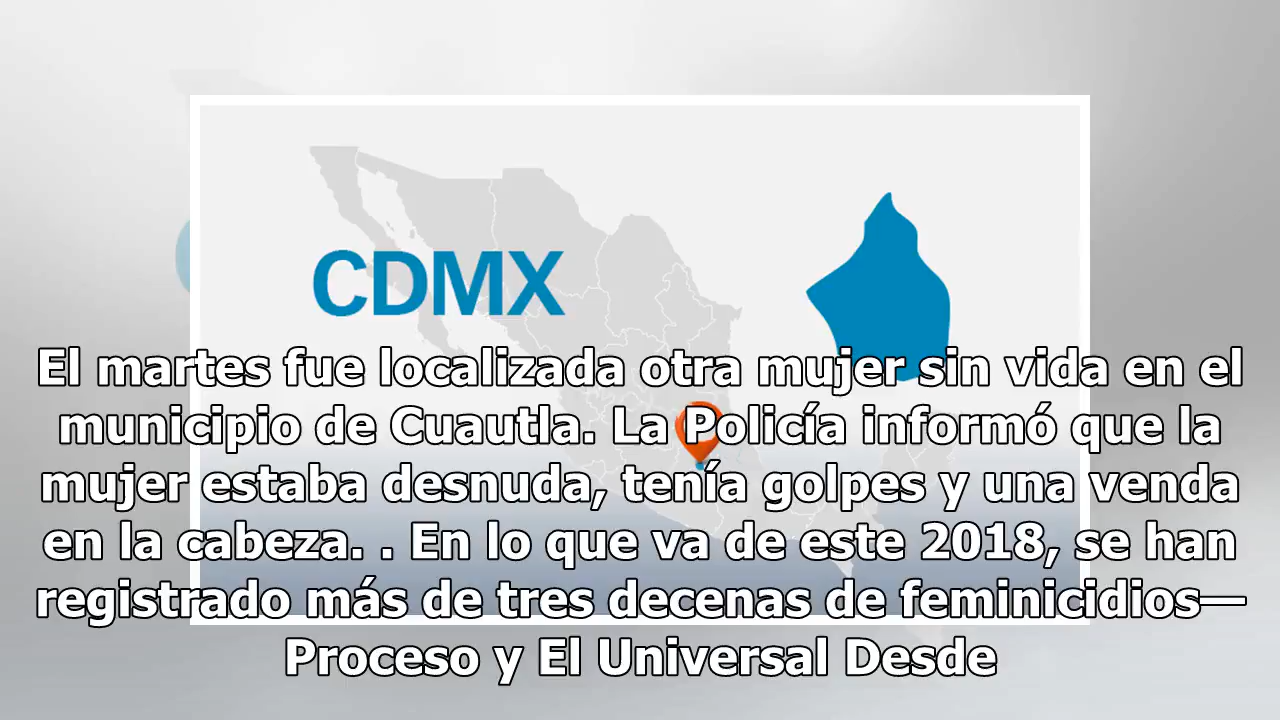 CDMX
El martes fue localizada otra mujer sin vida en el
municipio de Cuautla. La Policía informó que la
mujer estaba desnuda, tenía golpes y una venda
en la cabeza. . En lo que va de este 2018, se han
registrado más de tres decenas de feminicidios—
Proceso y El Universal Desde